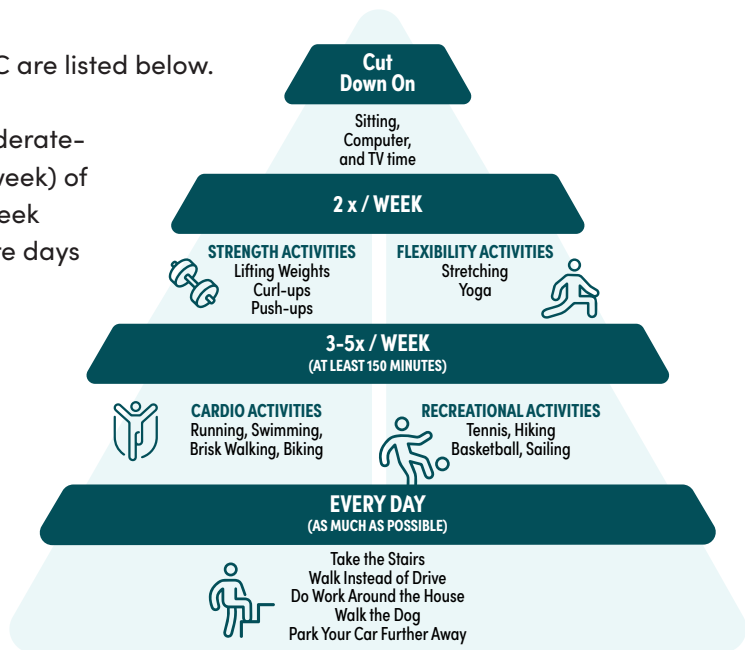 C are listed below.
derate-
week) of
eek
re days
Cut
Down On
Sitting,
Computer,
and TV time
2 x / WEEK
STRENGTH ACTIVITIES
Lifting Weights
Curl-ups
Push-ups
FLEXIBILITY ACTIVITIES
Stretching
Yoga
3-5x / WEEK
(AT LEAST 150 MINUTES)
CARDIO ACTIVITIES
Running, Swimming,
Brisk Walking, Biking
RECREATIONAL ACTIVITIES
Tennis, Hiking
Basketball, Sailing
EVERY DAY
(AS MUCH AS POSSIBLE)
Take the Stairs
Walk Instead of Drive
Do Work Around the House
Walk the Dog
Park Your Car Further Away